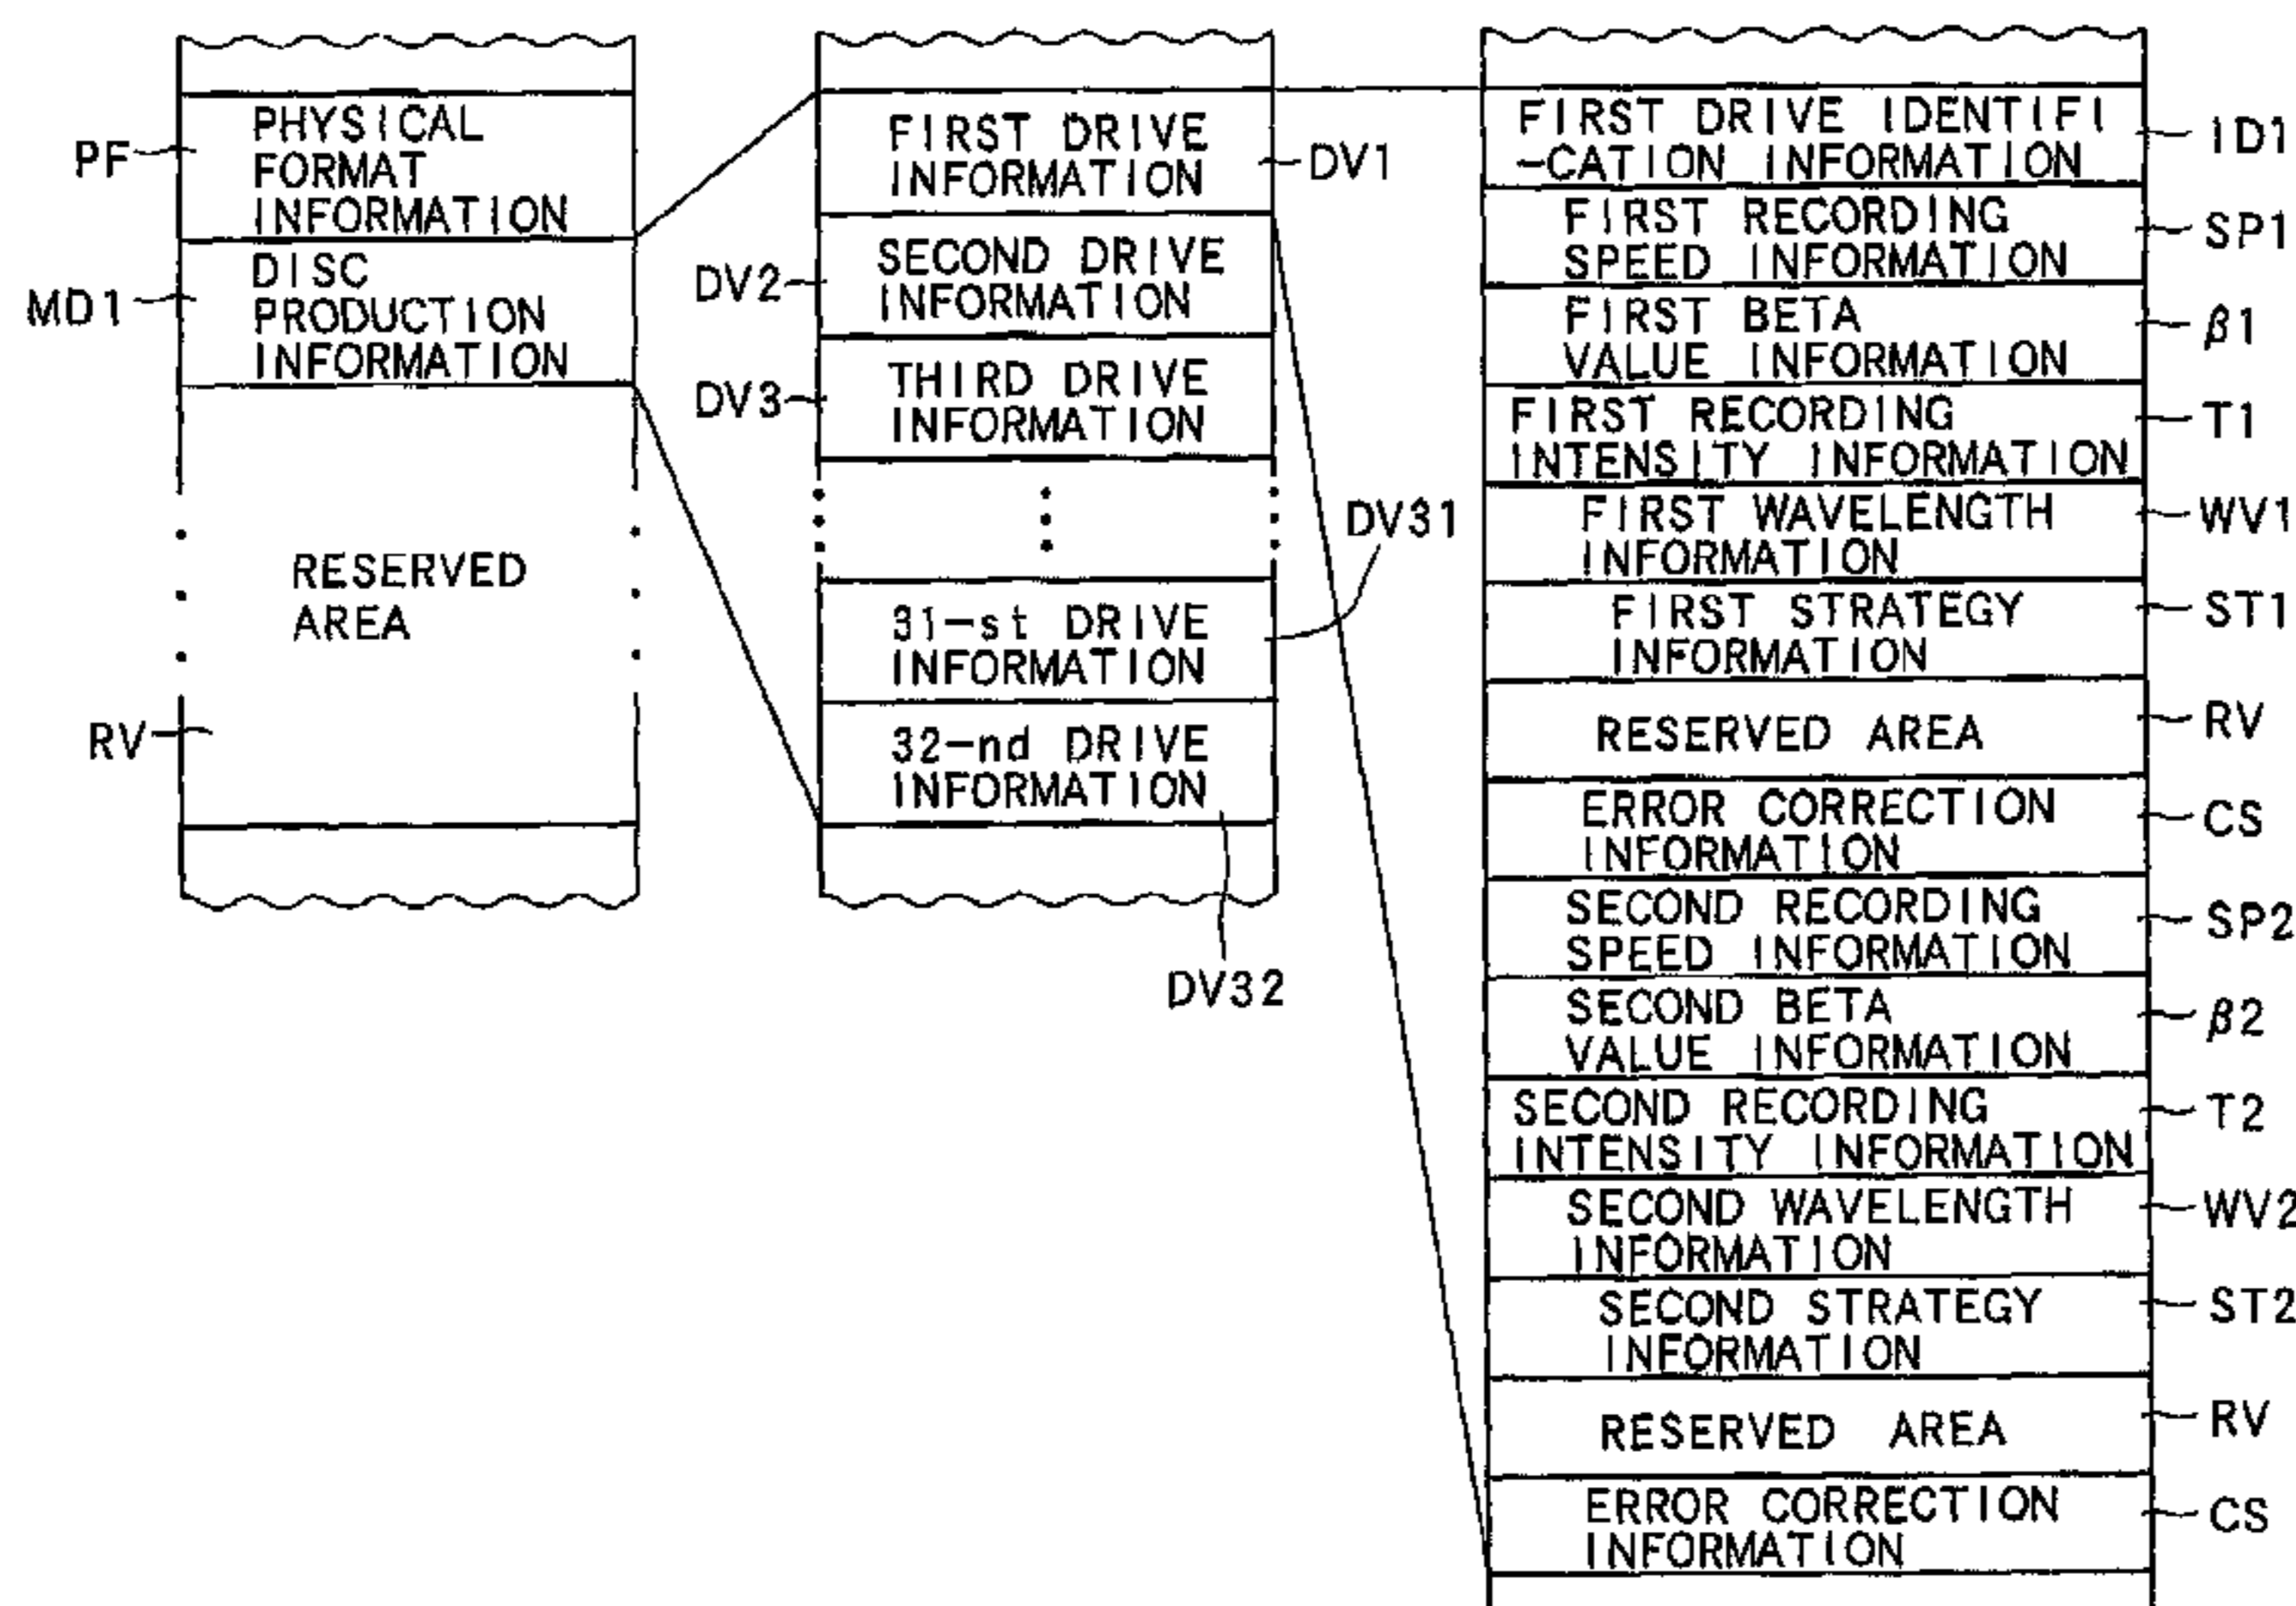 PF
PHYSICAL
FORMAT
INFORMATION
MD1
DISC
PRODUCTION
INFORMATION
RESERVED
AREA
RV
FIRST DRIVE
INFORMATION
DV1
DV2
SECOND DRIVE
INFORMATION
DV3
THIRD DRIVE
INFORMATION
DV31
31-st DRIVE
INFORMATION
32-nd DRIVE
INFORMATION
DV32
FIRST DRIVE IDENTIFI
-CATION INFORMATION
ID1
FIRST RECORDING
SPEED INFORMATION
SP1
FIRST BETA
VALUE INFORMATION
β1
FIRST RECORDING
INTENSITY INFORMATION
T1
FIRST WAVELENGTH
INFORMATION
WV1
FIRST STRATEGY
INFORMATION
ST1
RESERVED AREA
RV
ERROR CORRECTION
INFORMATION
CS
SECOND RECORDING
SPEED INFORMATION
SP2
SECOND BETA
VALUE INFORMATION
β2
SECOND RECORDING
INTENSITY INFORMATION
T2
SECOND WAVELENGTH
INFORMATION
WV2
SECOND STRATEGY
INFORMATION
ST2
RESERVED AREA
RV
ERROR CORRECTION
INFORMATION
CS